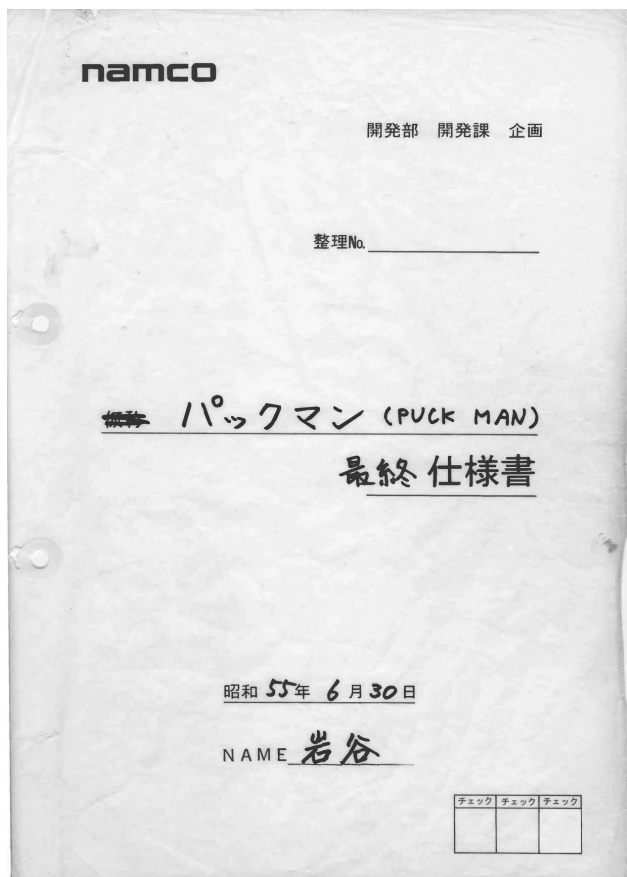 namco
開発部 開発課 企画
整理No.
パックマン (PUCK MAN)
最終 仕様書
昭和 55年 6月30日
NAME 岩谷
チェック チェック チェック